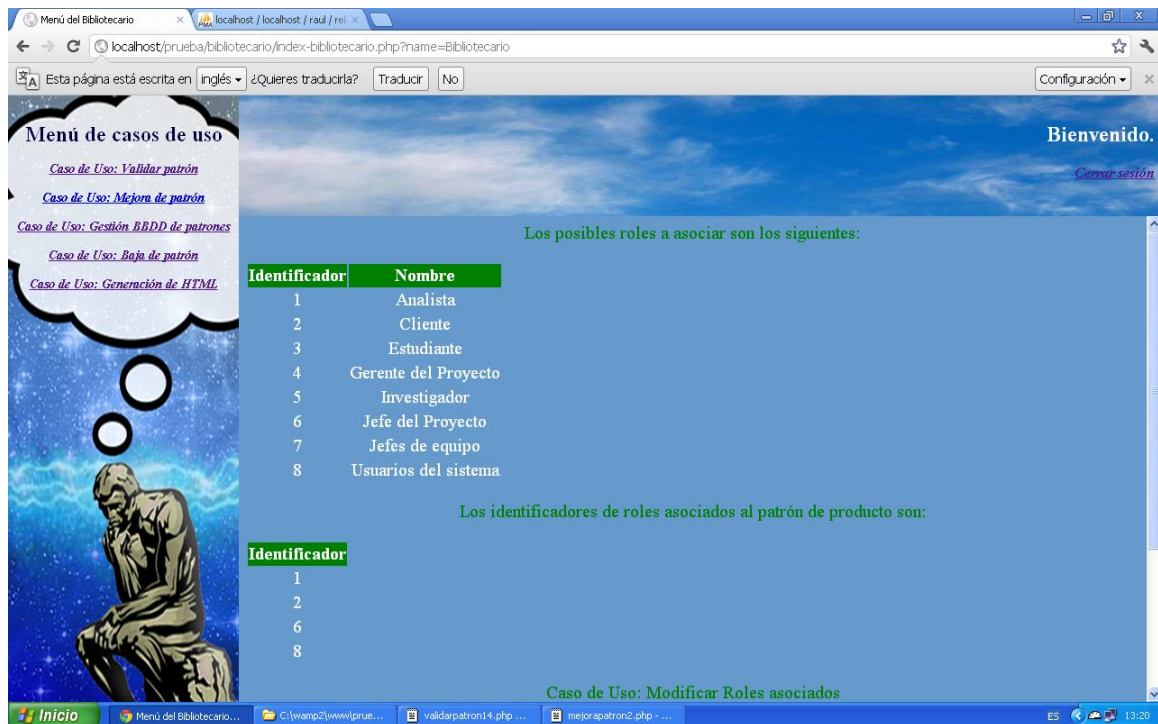 Menú del Bibliotecario
localhost / localhost / raul / rel
localhost/prueba/bibliotecario/index-bibliotecario.php?name=Bibliotecario
Esta página está escrita en inglés ¿Quieres traducirla? Traducir No Configuración
Menú de casos de uso
Caso de Uso: Validar patrón
Caso de Uso: Mejora de patrón
Caso de Uso: Gestión BBDD de patrones
Caso de Uso: Baja de patrón
Caso de Uso: Generación de HTML
Bienvenido.
Cerrar sesión
Los posibles roles a asociar son los siguientes:
Identificador Nombre
1 Analista
2 Cliente
3 Estudiante
4 Gerente del Proyecto
5 Investigador
6 Jefe del Proyecto
7 Jefes de equipo
8 Usuarios del sistema
Los identificadores de roles asociados al patrón de producto son:
Identificador
1
2
6
8
Caso de Uso: Modificar Roles asociados
Inicio Menú del Bibliotecario... C:\wamp2\www\prue... validarpatron14.php ... mejorapatron2.php - ... ES 13:20